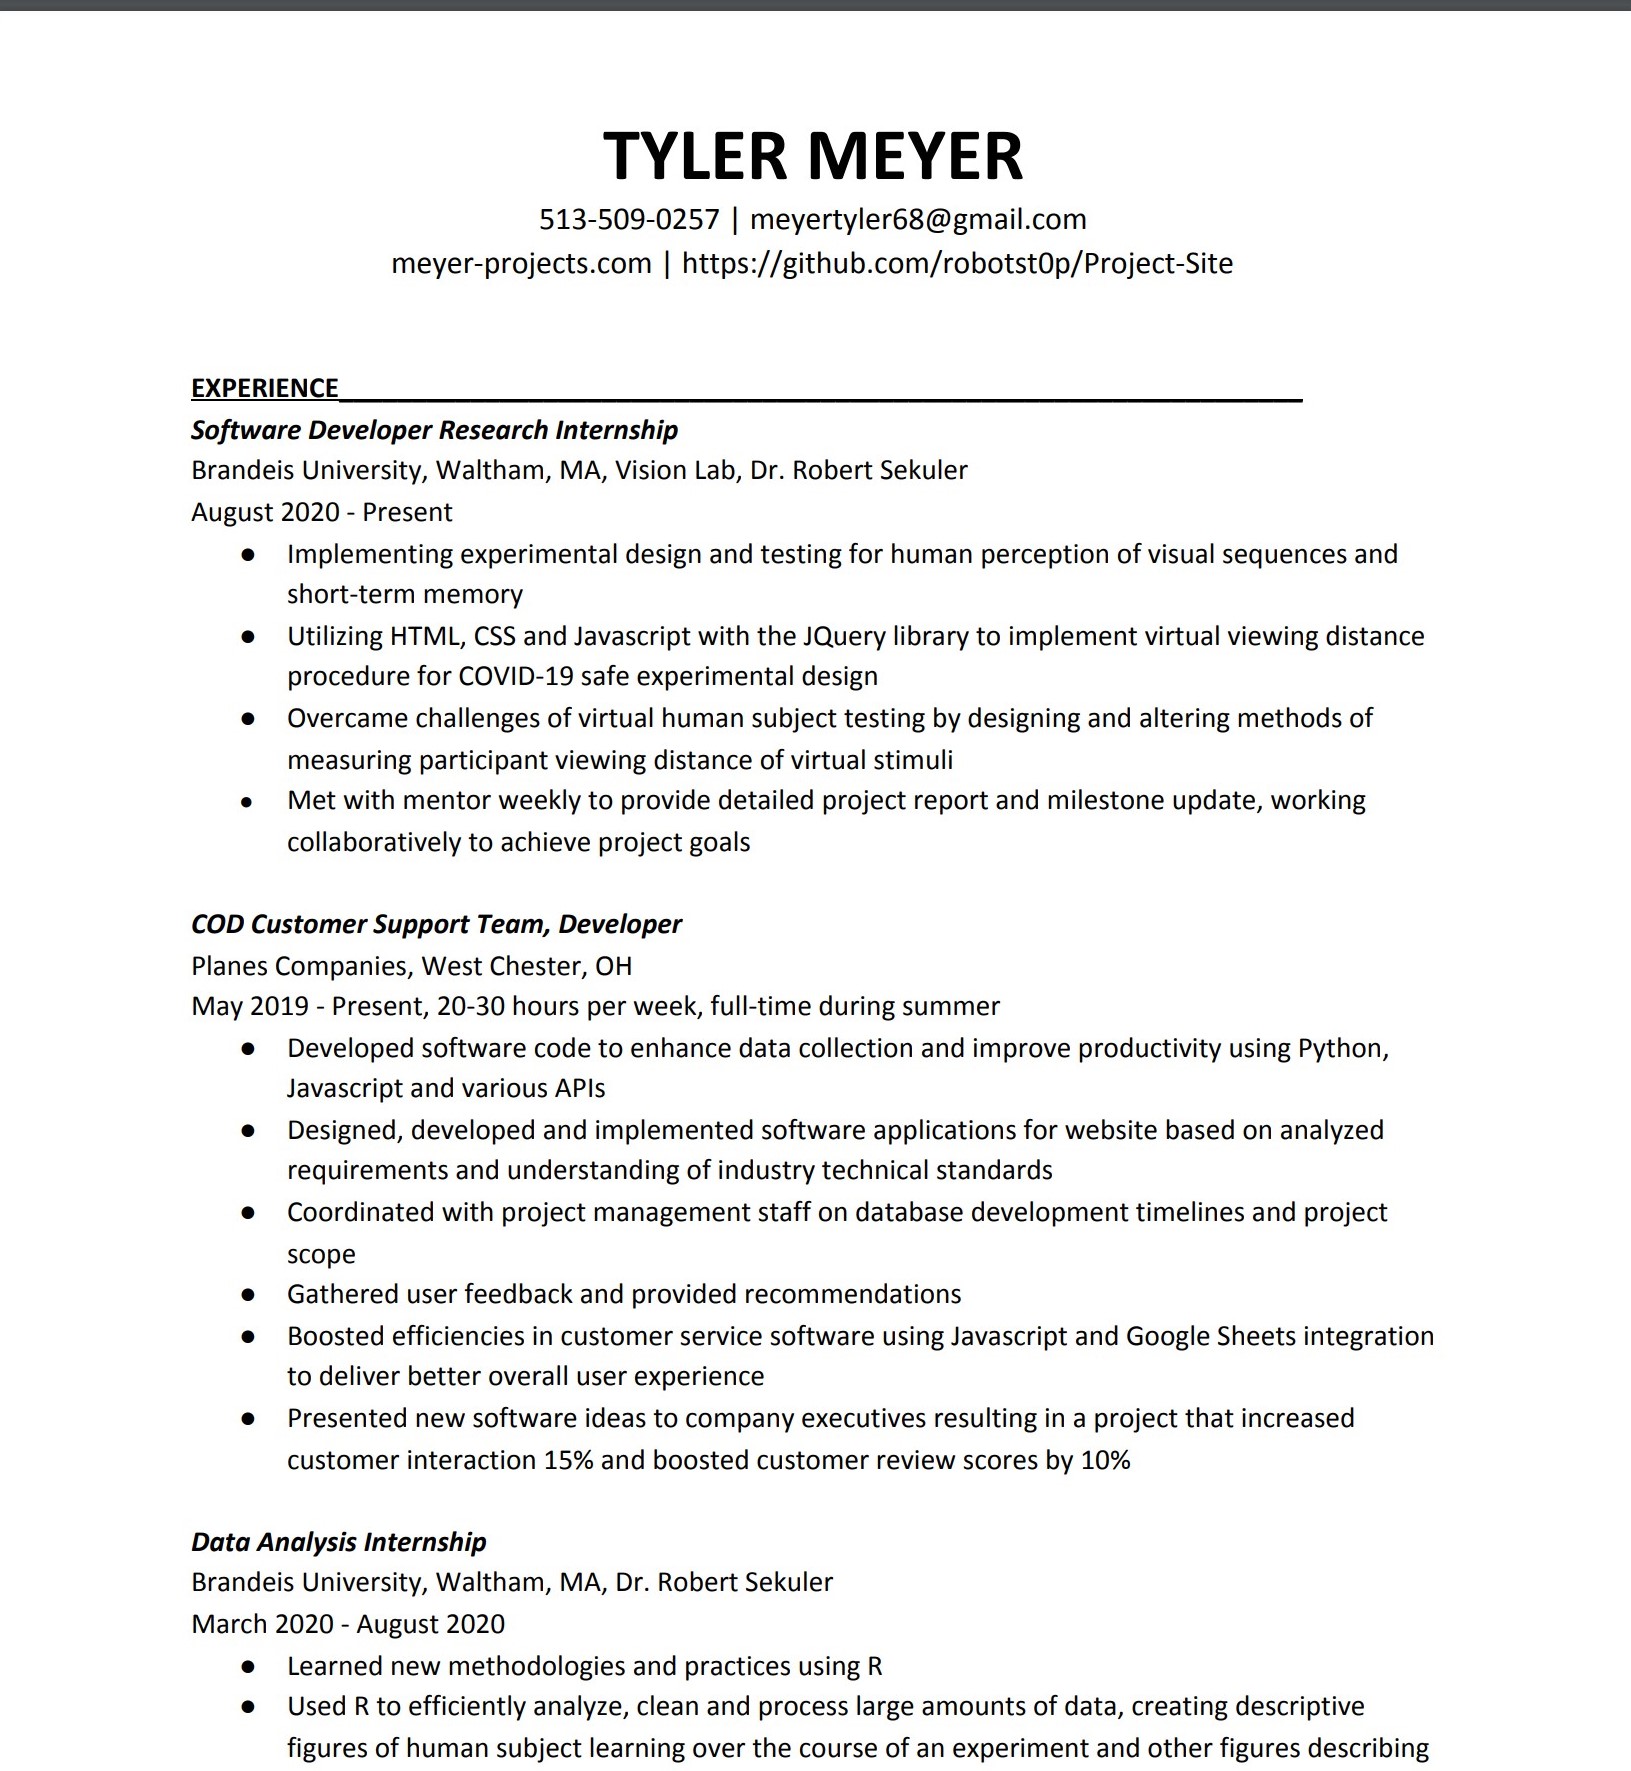 TYLER MEYER
513-509-0257 | meyertyler68@gmail.com
meyer-projects.com | https://github.com/robotst0p/Project-Site
EXPERIENCE
Software Developer Research Internship
Brandeis University, Waltham, MA, Vision Lab, Dr. Robert Sekuler
August 2020 - Present
● Implementing experimental design and testing for human perception of visual sequences and
short-term memory
● Utilizing HTML, CSS and Javascript with the JQuery library to implement virtual viewing distance
procedure for COVID-19 safe experimental design
● Overcame challenges of virtual human subject testing by designing and altering methods of
measuring participant viewing distance of virtual stimuli
● Met with mentor weekly to provide detailed project report and milestone update, working
collaboratively to achieve project goals
COD Customer Support Team, Developer
Planes Companies, West Chester, OH
May 2019 - Present, 20-30 hours per week, full-time during summer
● Developed software code to enhance data collection and improve productivity using Python,
Javascript and various APIs
● Designed, developed and implemented software applications for website based on analyzed
requirements and understanding of industry technical standards
● Coordinated with project management staff on database development timelines and project
scope
● Gathered user feedback and provided recommendations
● Boosted efficiencies in customer service software using Javascript and Google Sheets integration
to deliver better overall user experience
● Presented new software ideas to company executives resulting in a project that increased
customer interaction 15% and boosted customer review scores by 10%
Data Analysis Internship
Brandeis University, Waltham, MA, Dr. Robert Sekuler
March 2020 - August 2020
● Learned new methodologies and practices using R
● Used R to efficiently analyze, clean and process large amounts of data, creating descriptive
figures of human subject learning over the course of an experiment and other figures describing